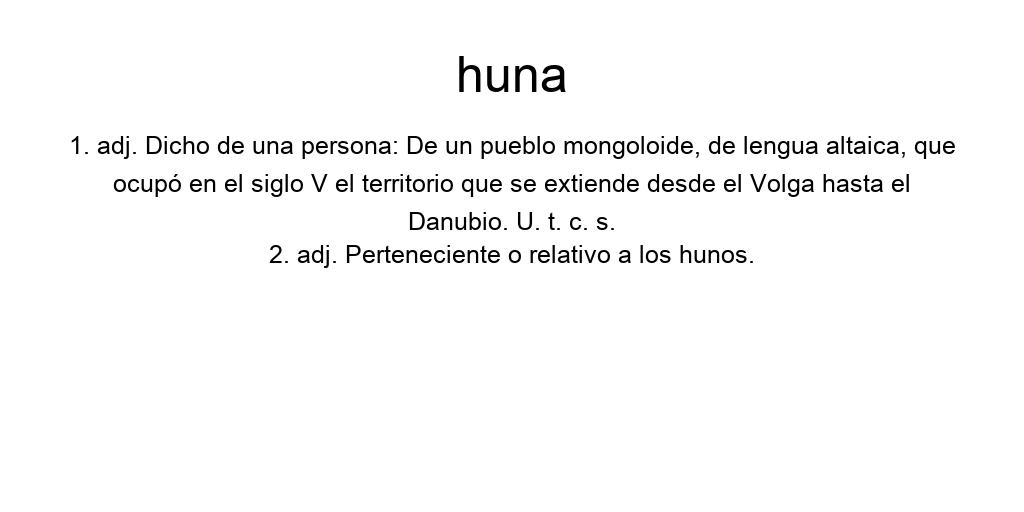 huna
1. adj. Dicho de una persona: De un pueblo mongoloide, de lengua altaica, que
ocupó en el siglo V el territorio que se extiende desde el Volga hasta el
Danubio. U. t. c. s.
2. adj. Perteneciente o relativo a los hunos.